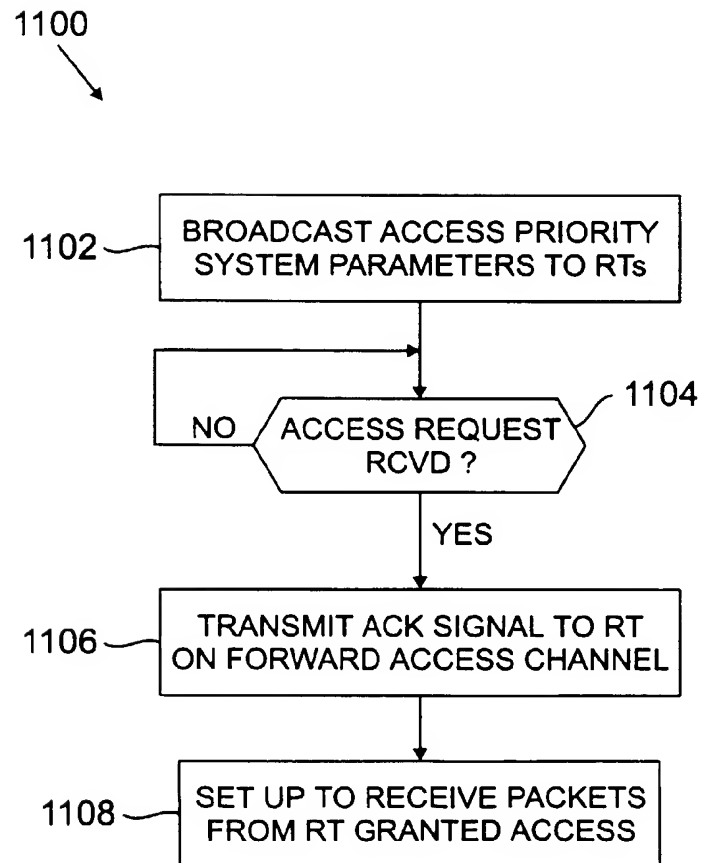 1100
1102
BROADCAST ACCESS PRIORITY
SYSTEM PARAMETERS TO RTs
1104
NO
ACCESS REQUEST
RCVD ?
YES
1106
TRANSMIT ACK SIGNAL TO RT
ON FORWARD ACCESS CHANNEL
1108
SET UP TO RECEIVE PACKETS
FROM RT GRANTED ACCESS